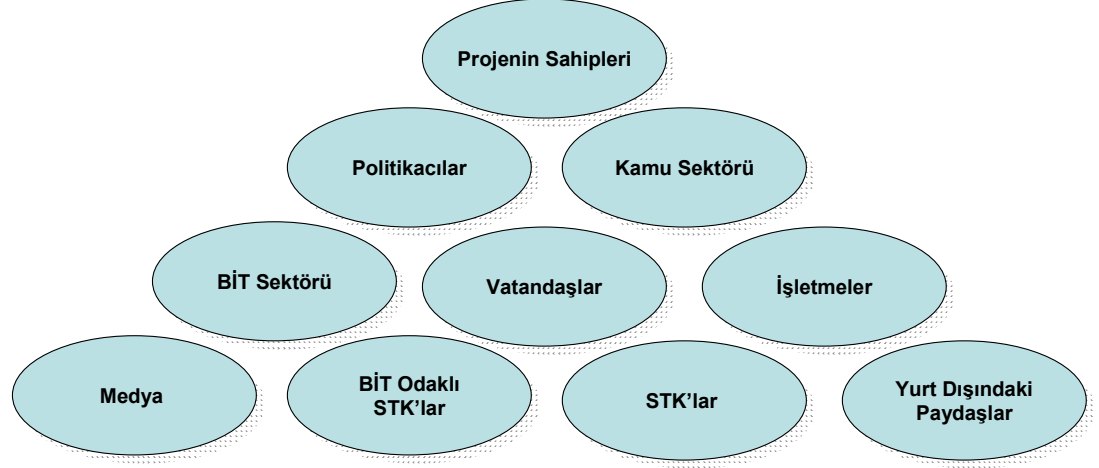 Projenin Sahipleri
Politikacılar
Kamu Sektörü
BİT Sektörü
Vatandaşlar
İşletmeler
Medya
BİT Odaklı
STK’lar
STK’lar
Yurt Dışındaki
Paydaşlar